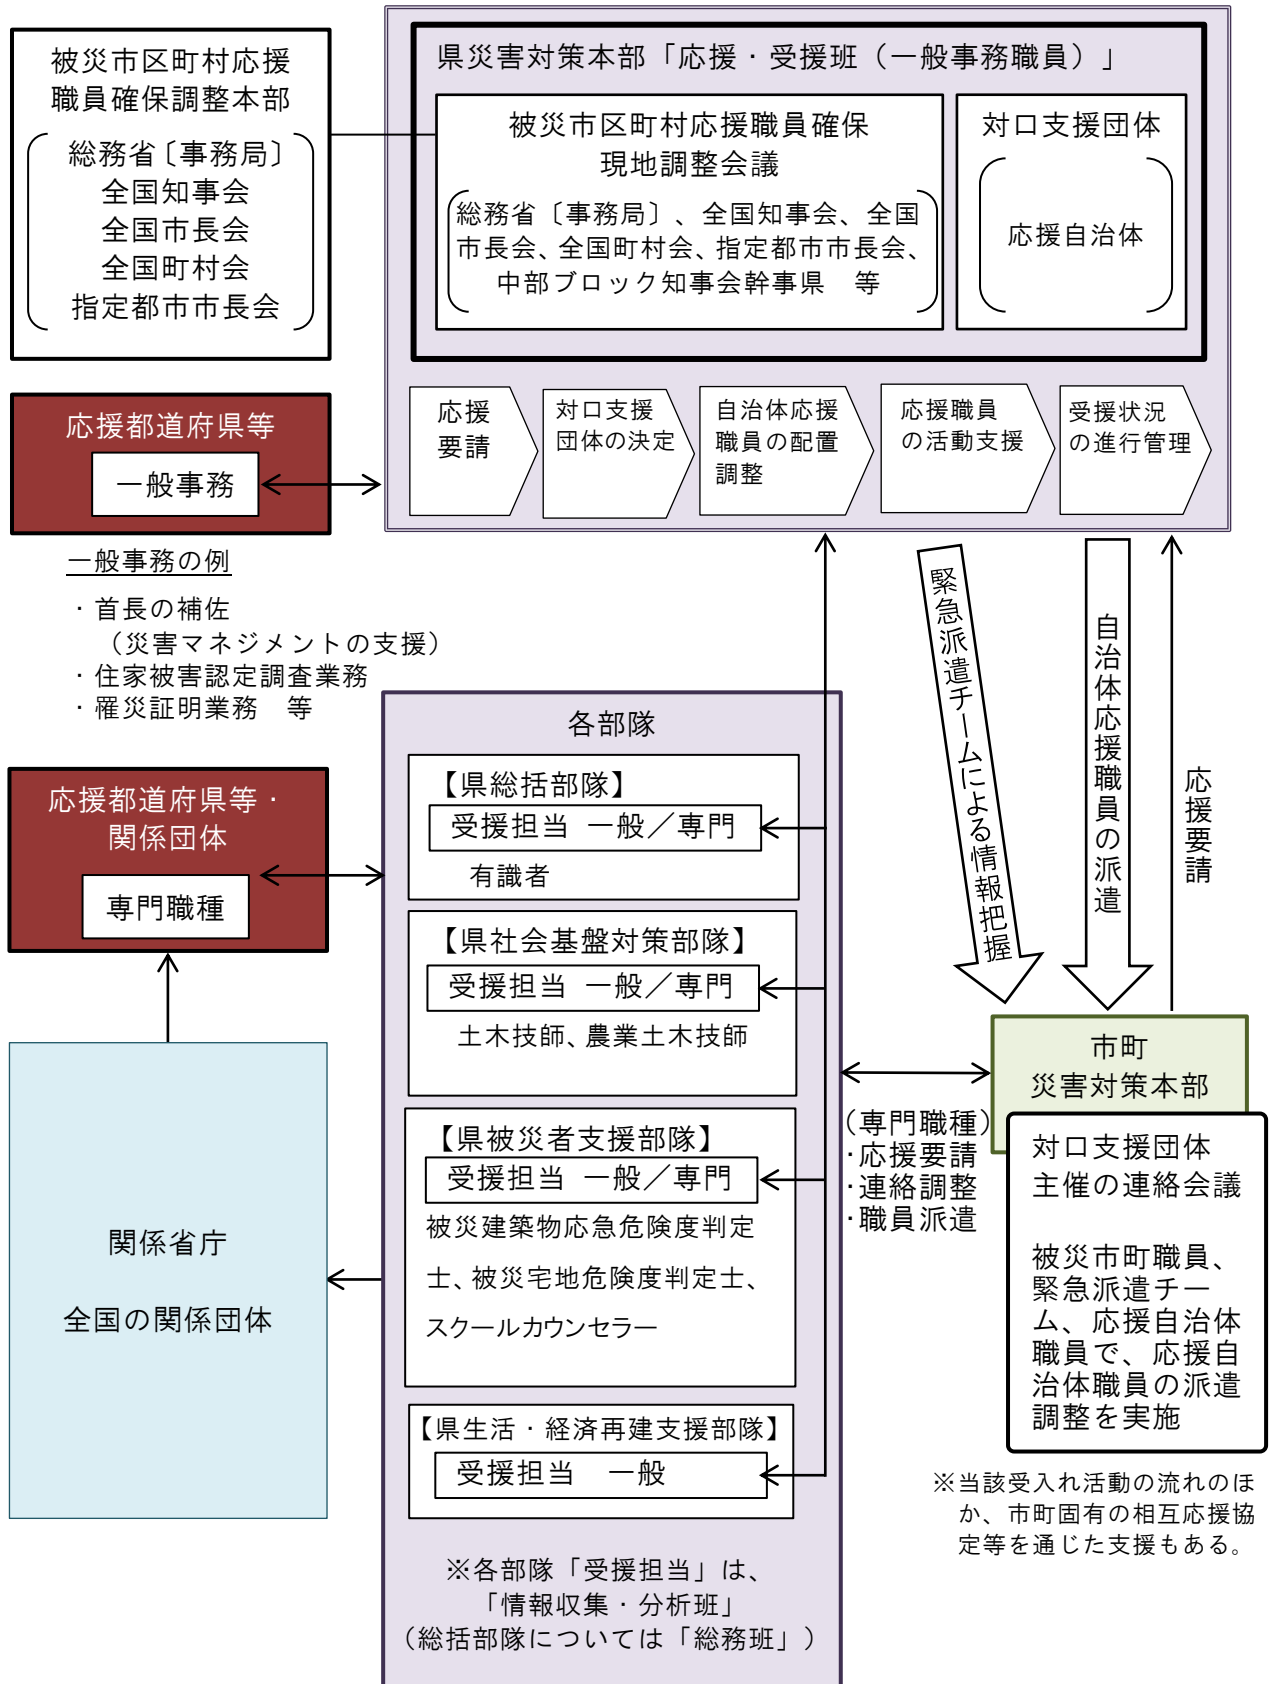 被災市区町村応援
職員確保調整本部
総務省〔事務局〕
全国知事会
全国市長会
全国町村会
指定都市市長会
県災害対策本部「応援・受援班（一般事務職員）」
被災市区町村応援職員確保
現地調整会議
総務省〔事務局〕、全国知事会、全国
市長会、全国町村会、指定都市市長会、
中部ブロック知事会幹事県　等
対口支援団体
応援自治体
応援
要請
対口支援
団体の決定
自治体応援
職員の配置
調整
応援職員
の活動支援
受援状況
の進行管理
応援都道府県等
一般事務
一般事務の例
・首長の補佐
（災害マネジメントの支援）
・住家被害認定調査業務
・罹災証明業務　等
緊急派遣チームによる情報把握
自治体応援職員の派遣
応援要請
各部隊
【県総括部隊】
受援担当 一般／専門
有識者
【県社会基盤対策部隊】
受援担当 一般／専門
土木技師、農業土木技師
【県被災者支援部隊】
受援担当 一般／専門
被災建築物応急危険度判定
士、被災宅地危険度判定士、
スクールカウンセラー
【県生活・経済再建支援部隊】
受援担当　一般
※各部隊「受援担当」は、
「情報収集・分析班」
（総括部隊については「総務班」）
応援都道府県等・
関係団体
専門職種
関係省庁
全国の関係団体
（専門職種）
・応援要請
・連絡調整
・職員派遣
市町
災害対策本部
対口支援団体
主催の連絡会議
被災市町職員、
緊急派遣チー
ム、応援自治体
職員で、応援自
治体職員の派遣
調整を実施
※当該受入れ活動の流れのほ
か、市町固有の相互応援協
定等を通じた支援もある。